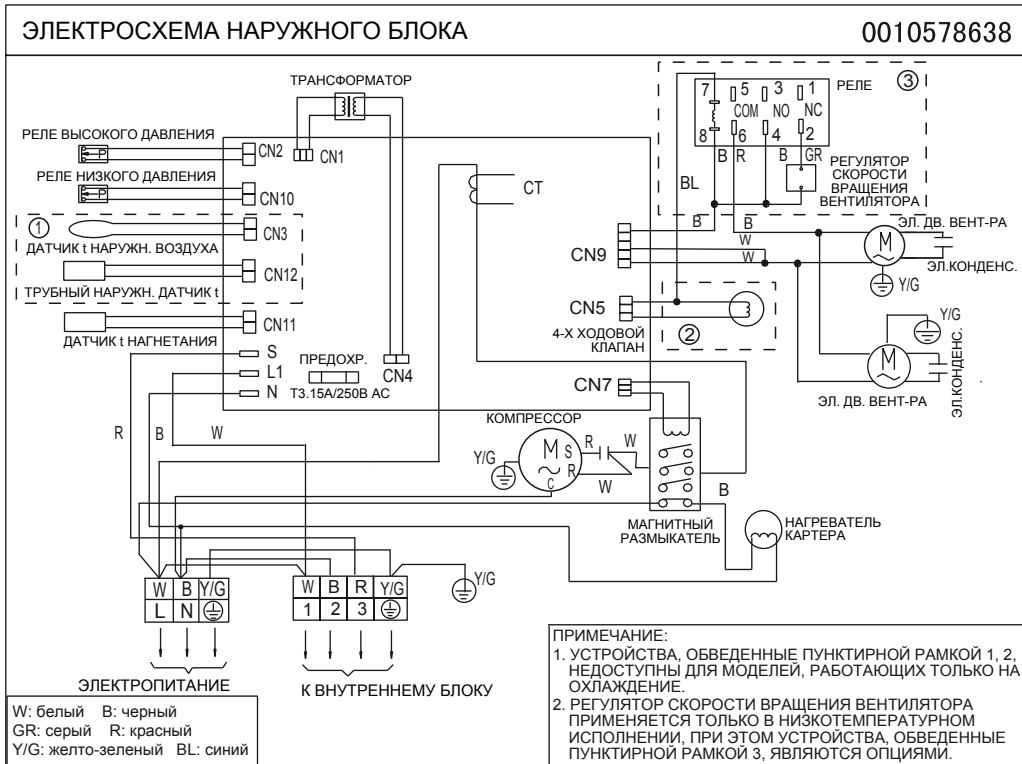 ЭЛЕКТРОСХЕМА НАРУЖНОГО БЛОКА
0010578638
ТРАНСФОРМАТОР
РЕЛЕ ВЫСОКОГО ДАВЛЕНИЯ
P
CN2
CN1
РЕЛЕ НИЗКОГО ДАВЛЕНИЯ
P
CN10
1
CN3
ДАТЧИК t НАРУЖН. ВОЗДУХА
CN12
ТРУБНЫЙ НАРУЖН. ДАТЧИК t
CN11
ДАТЧИК t НАГНЕТАНИЯ
S
L1
N
ПРЕДОХР.
T3.15A/250В AC
CN4
CT
7 5 3 1
COM NO NC
8 6 4 2
РЕЛЕ
3
B R B GR
BL
РЕГУЛЯТОР
СКОРОСТИ
ВРАЩЕНИЯ
ВЕНТИЛЯТОРА
B
B
W
W
CN9
ЭЛ. ДВ. ВЕНТ-РА
M
ЭЛ.КОНДЕНС.
Y/G
CN5
4-Х ХОДОВОЙ
КЛАПАН
2
Y/G
M
ЭЛ.КОНДЕНС.
ЭЛ. ДВ. ВЕНТ-РА
CN7
КОМПРЕССОР
Y/G
M S
R
C
R
W
W
B
МАГНИТНЫЙ
РАЗМЫКАТЕЛЬ
НАГРЕВАТЕЛЬ
КАРТЕРА
R B W
W B Y/G
L N
W B R Y/G
1 2 3
Y/G
ЭЛЕКТРОПИТАНИЕ
К ВНУТРЕННЕМУ БЛОКУ
W: белый B: черный
GR: серый R: красный
Y/G: желто-зеленый BL: синий
ПРИМЕЧАНИЕ:
1. УСТРОЙСТВА, ОБВЕДЕННЫЕ ПУНКТИРНОЙ РАМКОЙ 1, 2,
НЕДОСТУПНЫ ДЛЯ МОДЕЛЕЙ, РАБОТАЮЩИХ ТОЛЬКО НА
ОХЛАЖДЕНИЕ.
2. РЕГУЛЯТОР СКОРОСТИ ВРАЩЕНИЯ ВЕНТИЛЯТОРА
ПРИМЕНЯЕТСЯ ТОЛЬКО В НИЗКОТЕМПЕРАТУРНОМ
ИСПОЛНЕНИИ, ПРИ ЭТОМ УСТРОЙСТВА, ОБВЕДЕННЫЕ
ПУНКТИРНОЙ РАМКОЙ 3, ЯВЛЯЮТСЯ ОПЦИЯМИ.